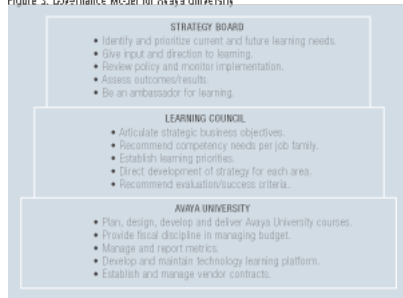 Figure 3. Governance Model for Avaya University
STRATEGY BOARD
• Identify and prioritize current and future learning needs.
• Give input and direction to learning.
• Review policy and monitor implementation.
• Assess outcomes/results.
• Be an ambassador for learning.
LEARNING COUNCIL
• Articulate strategic business objectives.
• Recommend competency needs per job family.
• Establish learning priorities.
• Direct development of strategy for each area.
• Recommend evaluation/success criteria.
AVAYA UNIVERSITY
• Plan, design, develop and deliver Avaya University courses.
• Provide fiscal discipline in managing budget.
• Manage and report metrics.
• Develop and maintain technology learning platform.
• Establish and manage vendor contracts.